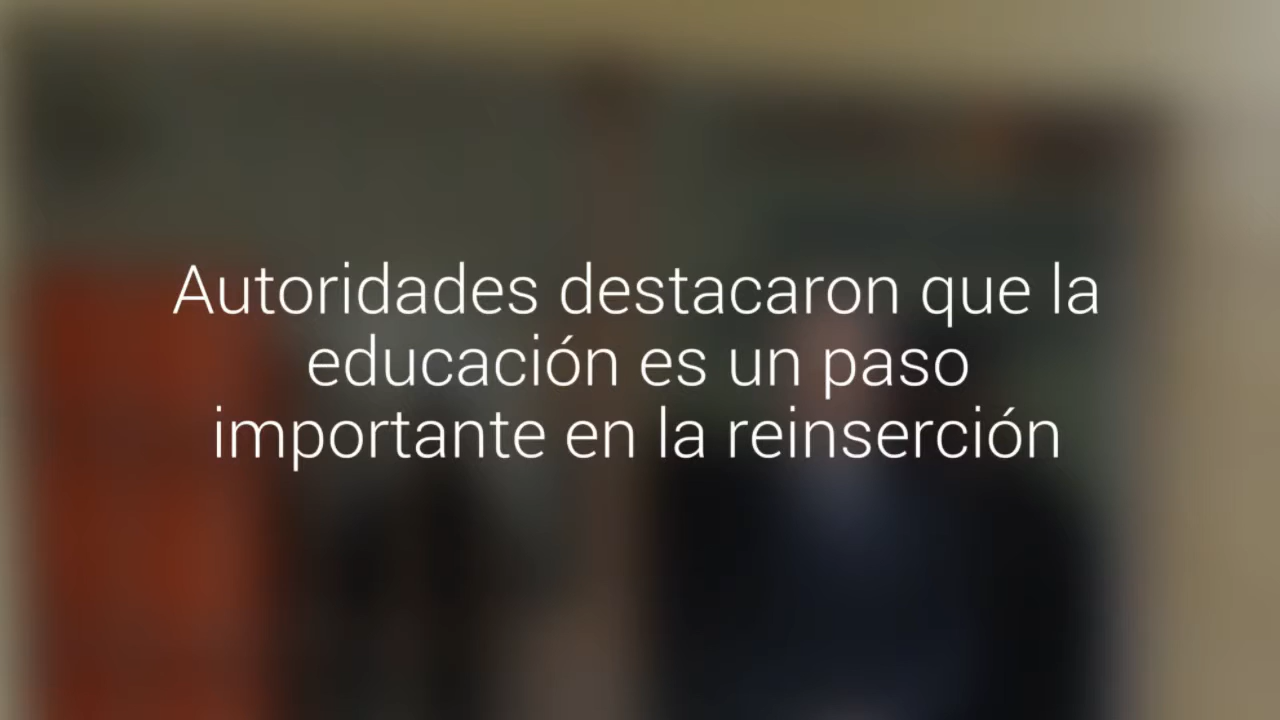 Autoridades destacaron que la
educación es un paso
importante en la reinserción